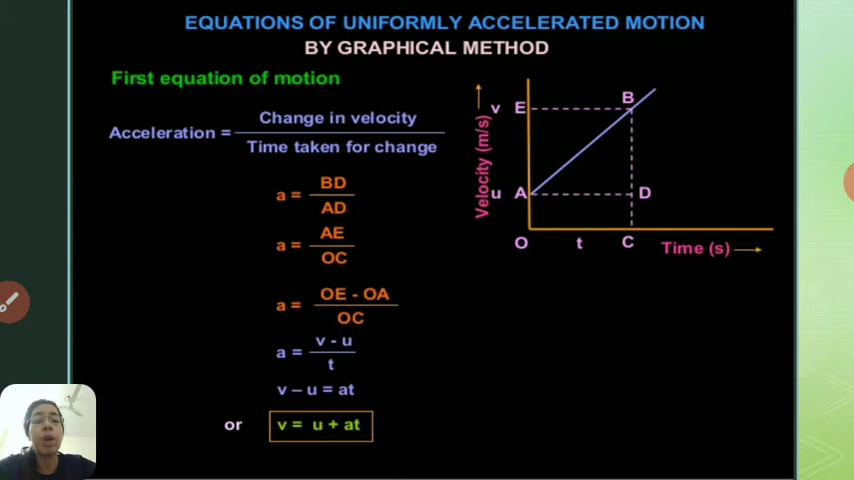 EQUATIONS OF UNIFORMLY ACCELERATED MOTION
BY GRAPHICAL METHOD
First equation of motion
Acceleration = Change in velocity
Time taken for change
a = BD
AD
a = AE
OC
a = OE - OA
OC
a = v - u
t
v – u = at
or v = u + at
v E B
Velocity (m/s)
u A D
O t C Time (s)